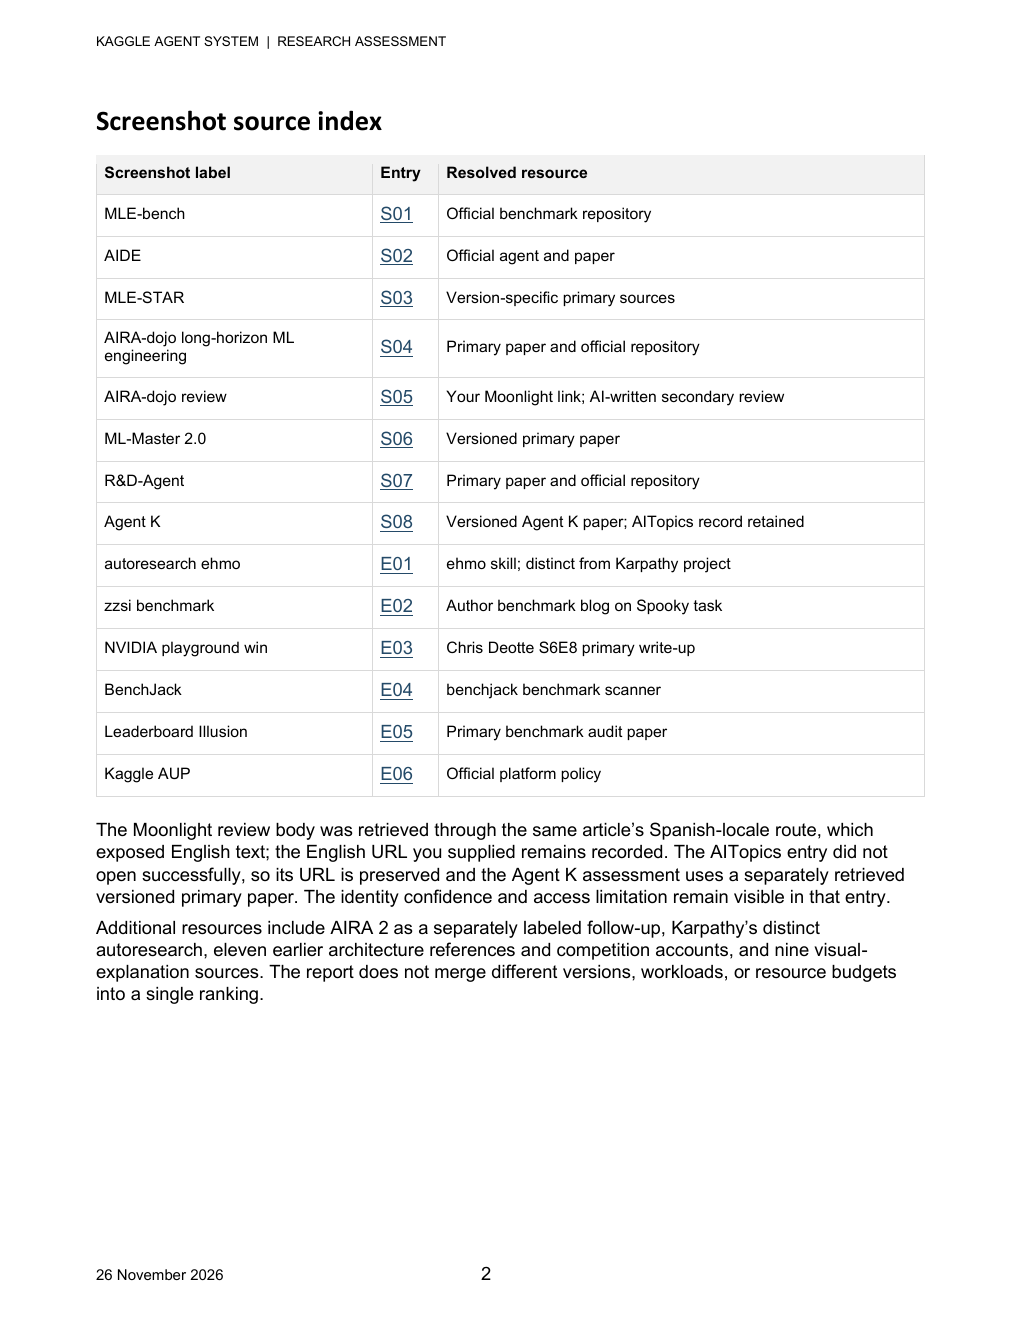 KAGGLE AGENT SYSTEM | RESEARCH ASSESSMENT
Screenshot source index
Screenshot label Entry Resolved resource
MLE-bench S01 Official benchmark repository
AIDE S02 Official agent and paper
MLE-STAR S03 Version-specific primary sources
AIRA-dojo long-horizon ML
engineering S04 Primary paper and official repository
AIRA-dojo review S05 Your Moonlight link; AI-written secondary review
ML-Master 2.0 S06 Versioned primary paper
R&D-Agent S07 Primary paper and official repository
Agent K S08 Versioned Agent K paper; AITopics record retained
autoresearch ehmo E01 ehmo skill; distinct from Karpathy project
zzsi benchmark E02 Author benchmark blog on Spooky task
NVIDIA playground win E03 Chris Deotte S6E8 primary write-up
BenchJack E04 benchjack benchmark scanner
Leaderboard Illusion E05 Primary benchmark audit paper
Kaggle AUP E06 Official platform policy
The Moonlight review body was retrieved through the same article’s Spanish-locale route, which
exposed English text; the English URL you supplied remains recorded. The AITopics entry did not
open successfully, so its URL is preserved and the Agent K assessment uses a separately retrieved
versioned primary paper. The identity confidence and access limitation remain visible in that entry.
Additional resources include AIRA 2 as a separately labeled follow-up, Karpathy’s distinct
autoresearch, eleven earlier architecture references and competition accounts, and nine visual-
explanation sources. The report does not merge different versions, workloads, or resource budgets
into a single ranking.
26 November 2026 2